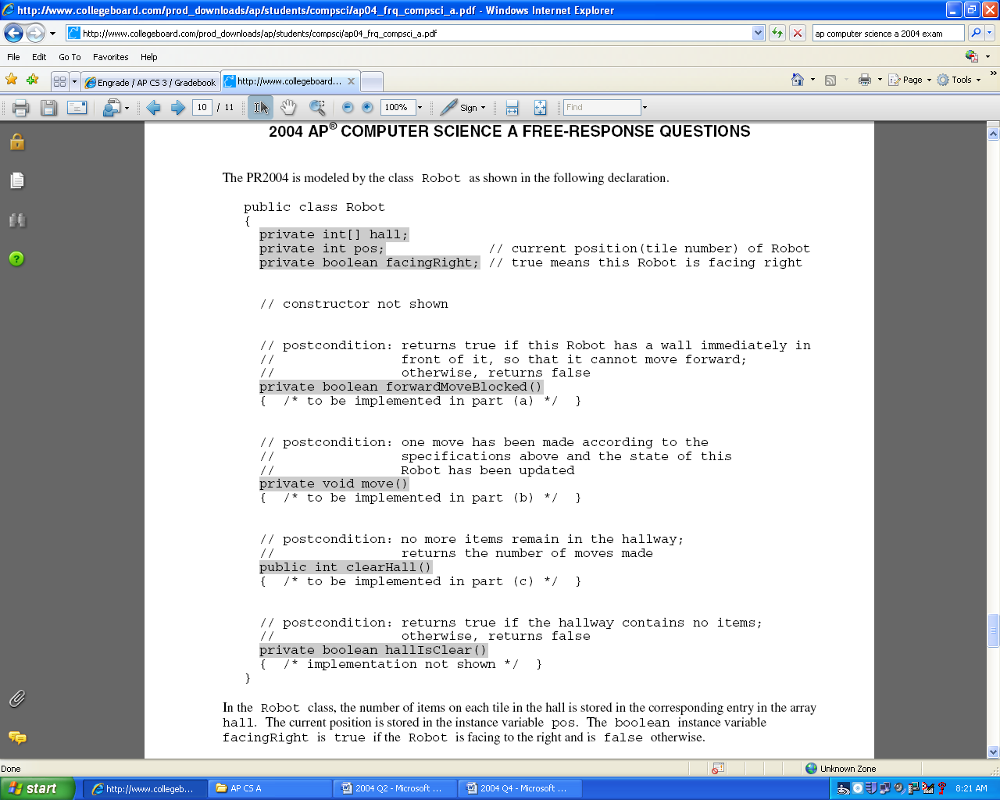 http://www.collegeboard.com/prod_downloads/ap/students/compsci/ap04_frq_compsci_a.pdf - Windows Internet Explorer
http://www.collegeboard.com/prod_downloads/ap/students/compsci/ap04_frq_compsci_a.pdf
ap computer science a 2004 exam
File Edit Go To Favorites Help
Engrade / AP CS 3 / Gradebook
http://www.collegeboard...
Page
Tools
10 / 11
100%
Sign
Find
2004 AP® COMPUTER SCIENCE A FREE-RESPONSE QUESTIONS
The PR2004 is modeled by the class Robot as shown in the following declaration.
public class Robot
{
private int[] hall;
private int pos; // current position(tile number) of Robot
private boolean facingRight; // true means this Robot is facing right
// constructor not shown
// postcondition: returns true if this Robot has a wall immediately in
// front of it, so that it cannot move forward;
// otherwise, returns false
private boolean forwardMoveBlocked()
{ /* to be implemented in part (a) */ }
// postcondition: one move has been made according to the
// specifications above and the state of this
// Robot has been updated
private void move()
{ /* to be implemented in part (b) */ }
// postcondition: no more items remain in the hallway;
// returns the number of moves made
public int clearHall()
{ /* to be implemented in part (c) */ }
// postcondition: returns true if the hallway contains no items;
// otherwise, returns false
private boolean hallIsClear()
{ /* implementation not shown */ }
}
In the Robot class, the number of items on each tile in the hall is stored in the corresponding entry in the array
hall. The current position is stored in the instance variable pos. The boolean instance variable
facingRight is true if the Robot is facing to the right and is false otherwise.
Done
Unknown Zone
start
http://www.collegeb...
AP CS A
2004 Q2 - Microsoft ...
2004 Q4 - Microsoft ...
8:21 AM